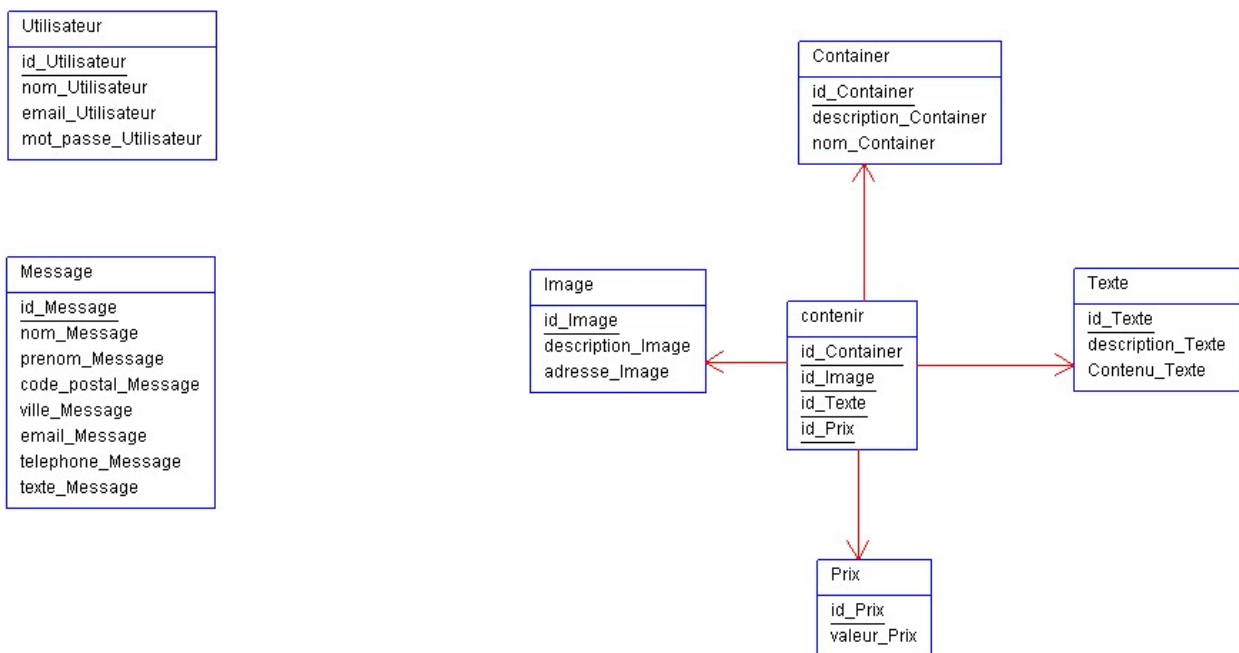 Utilisateur
id_Utilisateur
nom_Utilisateur
email_Utilisateur
mot_passe_Utilisateur
Message
id_Message
nom_Message
prenom_Message
code_postal_Message
ville_Message
email_Message
telephone_Message
texte_Message
Container
id_Container
description_Container
nom_Container
Image
id_Image
description_Image
adresse_Image
contenir
id_Container
id_Image
id_Texte
id_Prix
Texte
id_Texte
description_Texte
Contenu_Texte
Prix
id_Prix
valeur_Prix